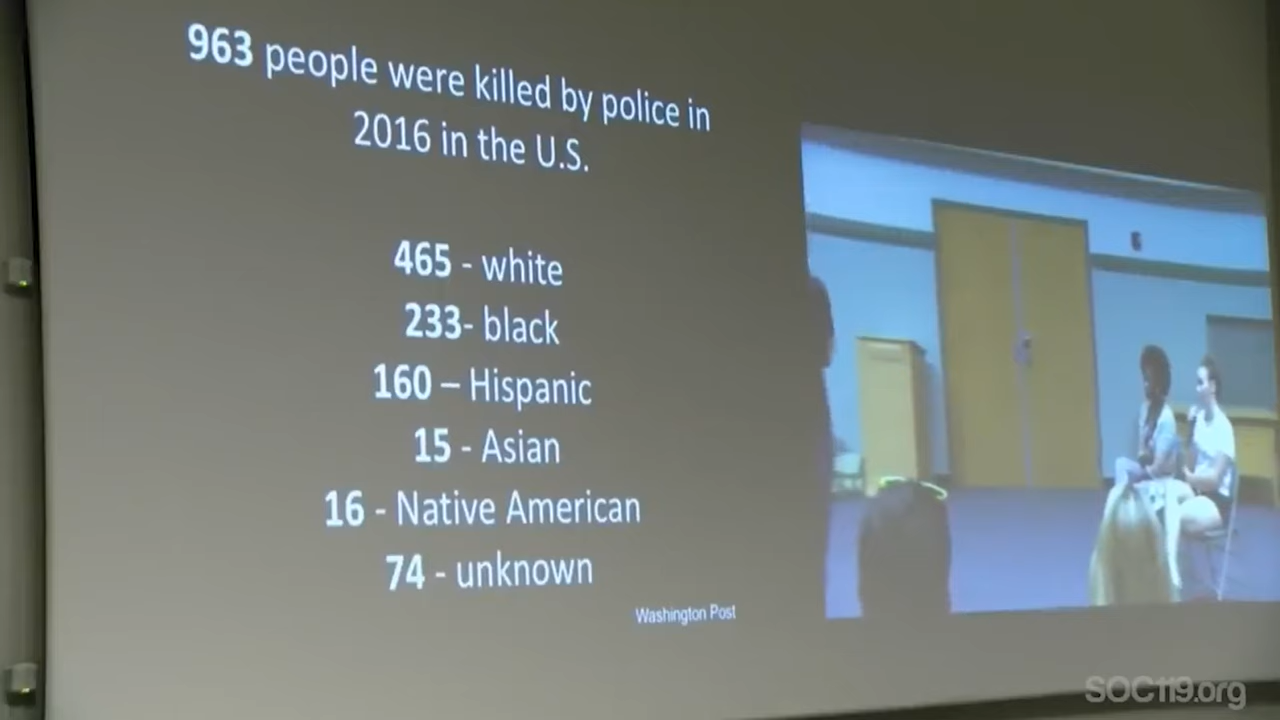 963 people were killed by police in
2016 in the U.S.
465 - white
233- black
160 – Hispanic
15 - Asian
16 - Native American
74 - unknown
Washington Post
SOC119.org